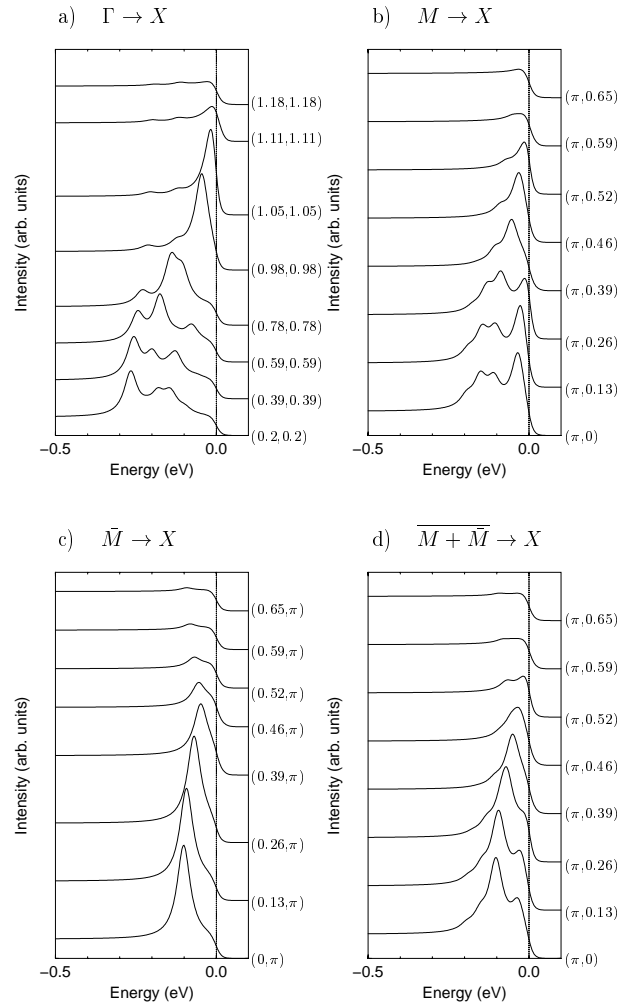 a) Γ → X
Intensity (arb. units)
(1.18,1.18)
(1.11,1.11)
(1.05,1.05)
(0.98,0.98)
(0.78,0.78)
(0.59,0.59)
(0.39,0.39)
(0.2,0.2)
−0.5 0.0
Energy (eV)
b) M → X
Intensity (arb. units)
(π,0.65)
(π,0.59)
(π,0.52)
(π,0.46)
(π,0.39)
(π,0.26)
(π,0.13)
(π,0)
−0.5 0.0
Energy (eV)
c) M̄ → X
Intensity (arb. units)
(0.65,π)
(0.59,π)
(0.52,π)
(0.46,π)
(0.39,π)
(0.26,π)
(0.13,π)
(0,π)
−0.5 0.0
Energy (eV)
d) \overline{M + M̄} → X
Intensity (arb. units)
(π,0.65)
(π,0.59)
(π,0.52)
(π,0.46)
(π,0.39)
(π,0.26)
(π,0.13)
(π,0)
−0.5 0.0
Energy (eV)